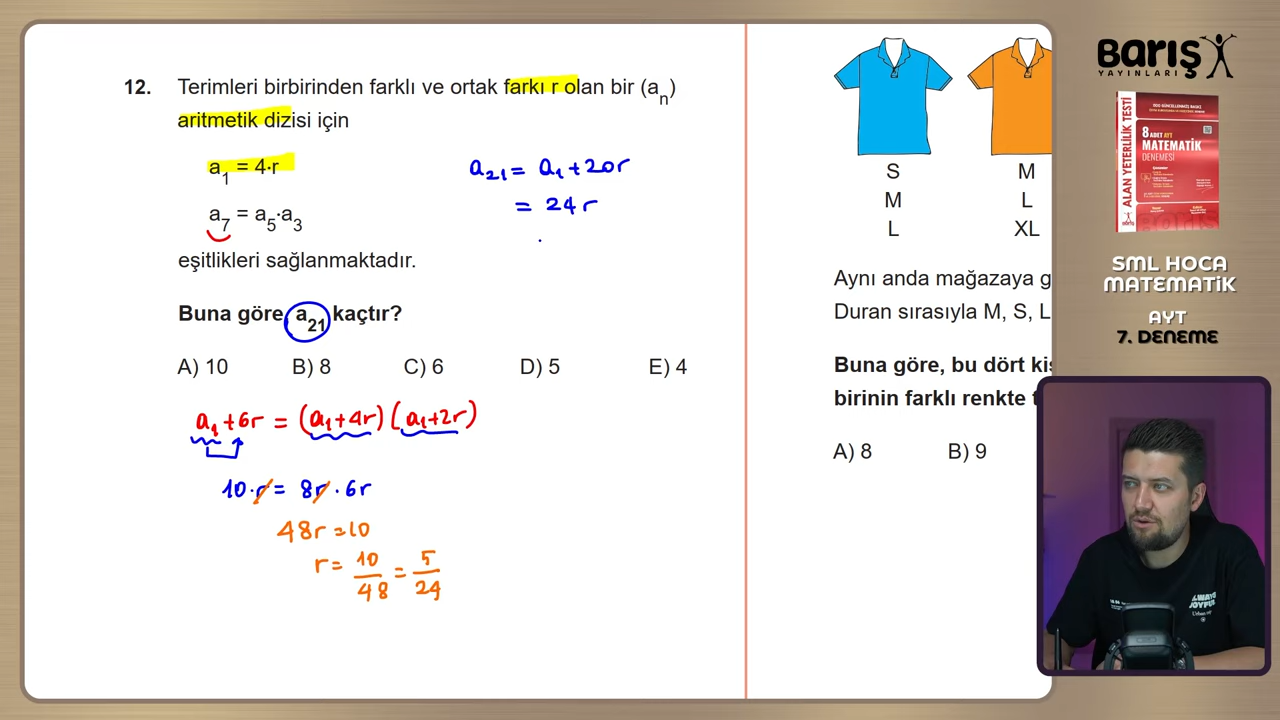 12. Terimleri birbirinden farklı ve ortak farkı r olan bir (aₙ)
aritmetik dizisi için
a₁ = 4·r
a₇ = a₅·a₃
eşitlikleri sağlanmaktadır.
Buna göre, a₂₁ kaçtır?
A) 10 B) 8 C) 6 D) 5 E) 4
a₂₁ = a₁ + 20r
= 24r
a₁ + 6r = (a₁+4r)(a₁+2r)
10·r = 8r · 6r
48r = 10
r = 10/48 = 5/24
S M
M L
L XL
Aynı anda mağazaya g
Duran sırasıyla M, S, L
Buna göre, bu dört kiş
birinin farklı renkte t
A) 8 B) 9
BARIŞ
YAYINLARI
ALAN YETERLİLİK TESTİ
8 ADET AYT
MATEMATİK
DENEMESİ
SML HOCA
MATEMATİK
AYT
7. DENEME
ALWAYS
JOYFUL